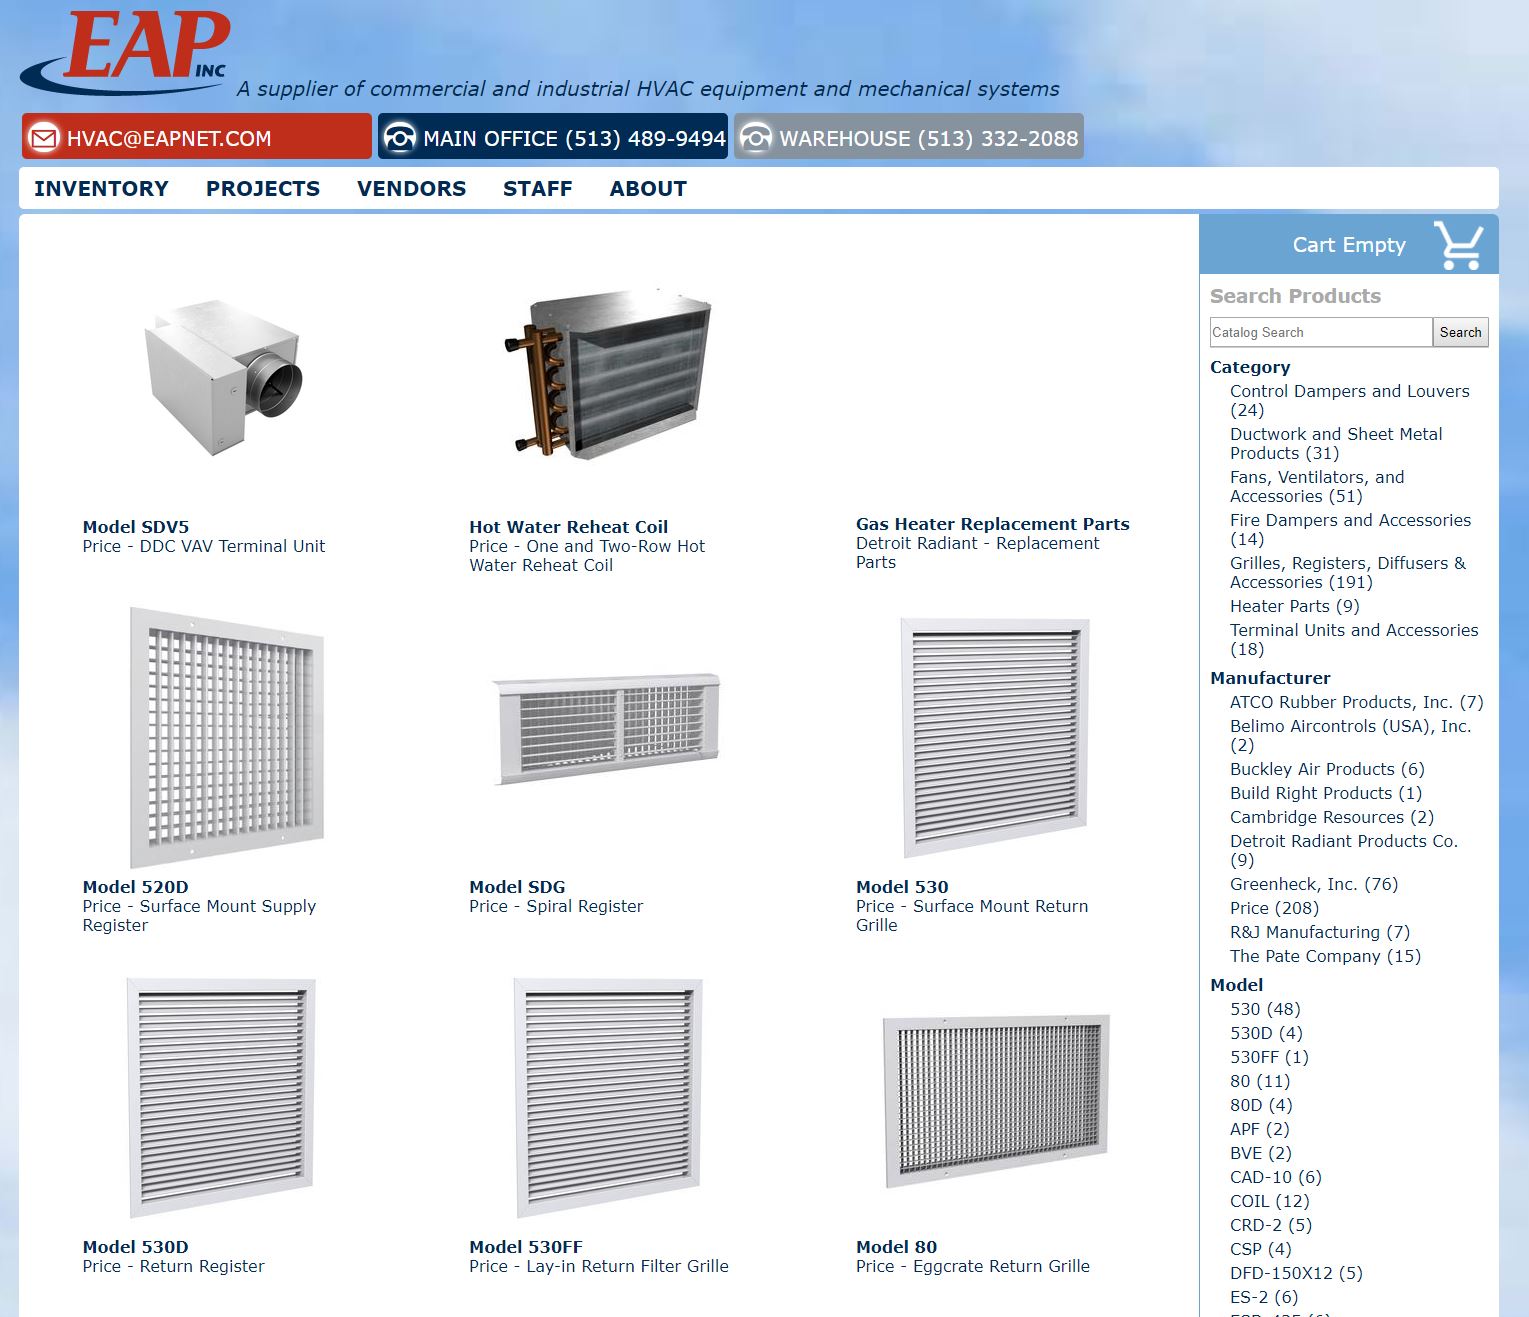 EAP INC
A supplier of commercial and industrial HVAC equipment and mechanical systems
HVAC@EAPNET.COM
MAIN OFFICE (513) 489-9494
WAREHOUSE (513) 332-2088
INVENTORY PROJECTS VENDORS STAFF ABOUT
Model SDV5
Price - DDC VAV Terminal Unit
Hot Water Reheat Coil
Price - One and Two-Row Hot
Water Reheat Coil
Gas Heater Replacement Parts
Detroit Radiant - Replacement
Parts
Model 520D
Price - Surface Mount Supply
Register
Model SDG
Price - Spiral Register
Model 530
Price - Surface Mount Return
Grille
Model 530D
Price - Return Register
Model 530FF
Price - Lay-in Return Filter Grille
Model 80
Price - Eggcrate Return Grille
Cart Empty
Search Products
Catalog Search
Search
Category
Control Dampers and Louvers
(24)
Ductwork and Sheet Metal
Products (31)
Fans, Ventilators, and
Accessories (51)
Fire Dampers and Accessories
(14)
Grilles, Registers, Diffusers &
Accessories (191)
Heater Parts (9)
Terminal Units and Accessories
(18)
Manufacturer
ATCO Rubber Products, Inc. (7)
Belimo Aircontrols (USA), Inc.
(2)
Buckley Air Products (6)
Build Right Products (1)
Cambridge Resources (2)
Detroit Radiant Products Co.
(9)
Greenheck, Inc. (76)
Price (208)
R&J Manufacturing (7)
The Pate Company (15)
Model
530 (48)
530D (4)
530FF (1)
80 (11)
80D (4)
APF (2)
BVE (2)
CAD-10 (6)
COIL (12)
CRD-2 (5)
CSP (4)
DFD-150X12 (5)
ES-2 (6)